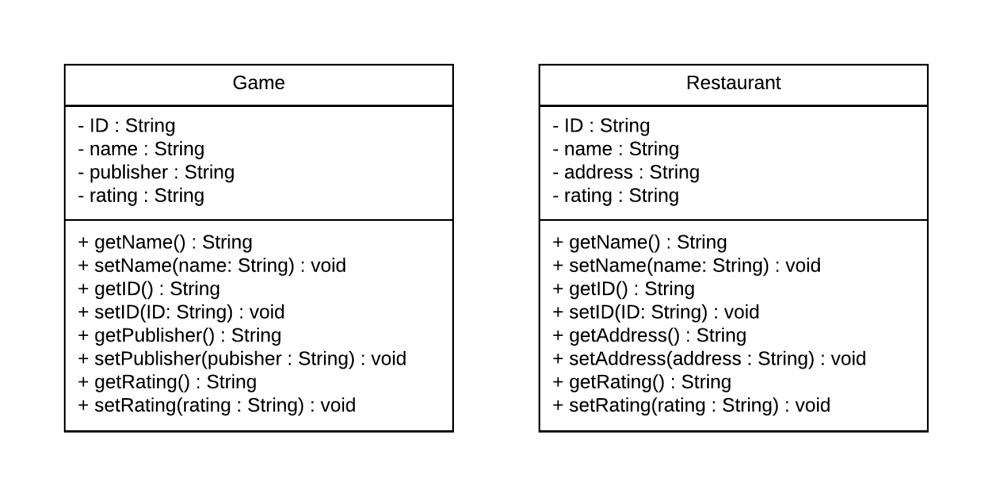 Game
- ID : String
- name : String
- publisher : String
- rating : String
+ getName() : String
+ setName(name: String) : void
+ getID() : String
+ setID(ID: String) : void
+ getPublisher() : String
+ setPublisher(pubisher : String) : void
+ getRating() : String
+ setRating(rating : String) : void
Restaurant
- ID : String
- name : String
- address : String
- rating : String
+ getName() : String
+ setName(name: String) : void
+ getID() : String
+ setID(ID: String) : void
+ getAddress() : String
+ setAddress(address : String) : void
+ getRating() : String
+ setRating(rating : String) : void